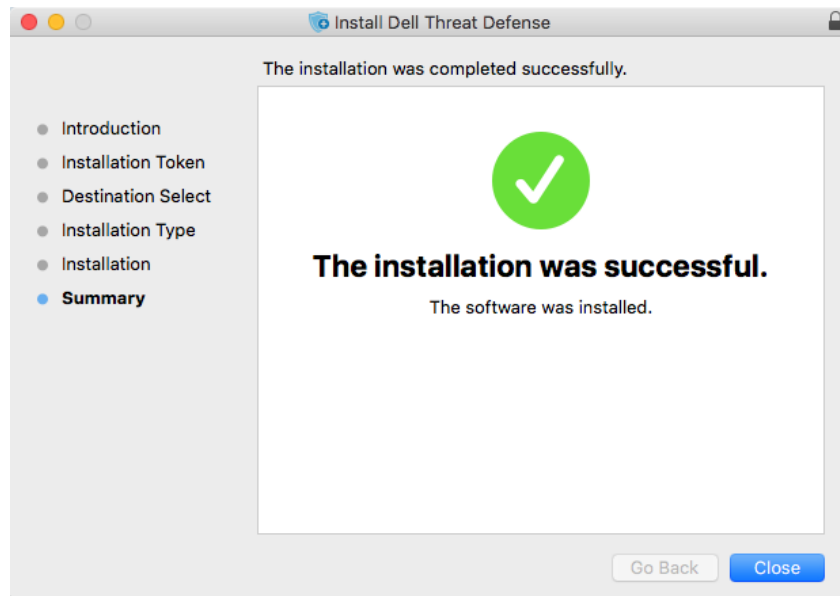 Install Dell Threat Defense
The installation was completed successfully.
Introduction
Installation Token
Destination Select
Installation Type
Installation
Summary
The installation was successful.
The software was installed.
Go Back
Close